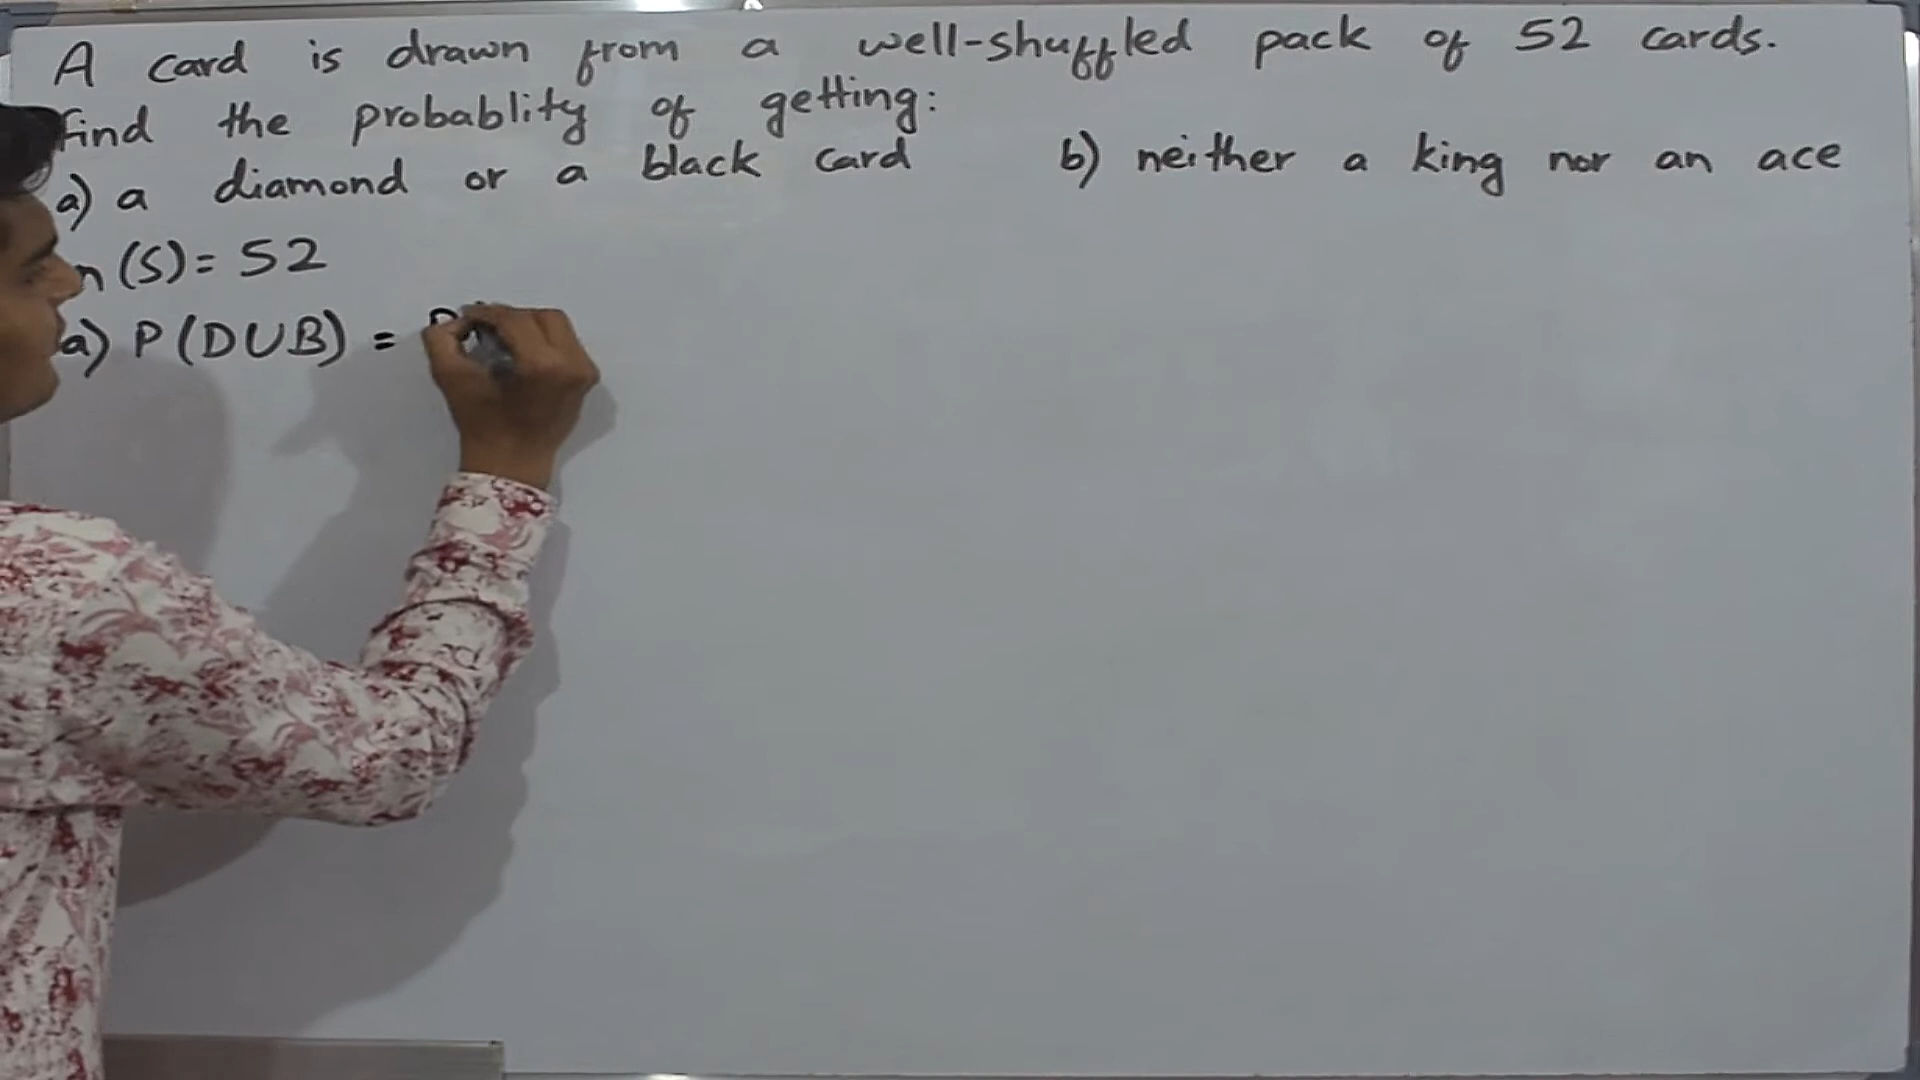 A card is drawn from a well-shuffled pack of 52 cards.
find the probablity of getting:
a) a diamond or a black card b) neither a king nor an ace
n(S) = 52
a) P(DUB) =